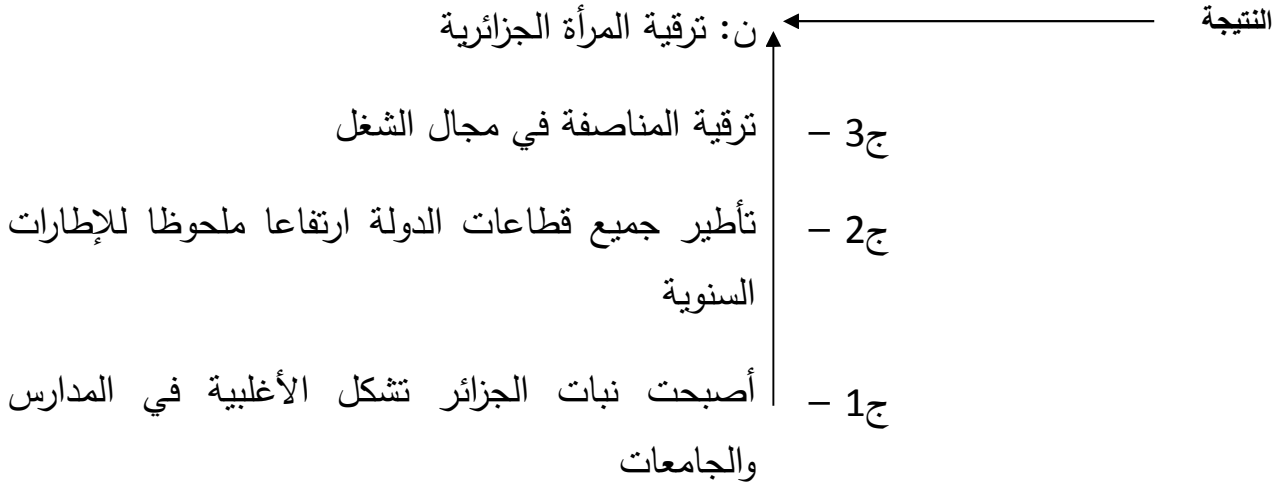 النتيجة
ن: ترقية المرأة الجزائرية
ج3 – ترقية المناصفة في مجال الشغل
ج2 – تأطير جميع قطاعات الدولة ارتفاعا ملحوظا للإطارات
السنوية
ج1 – أصبحت نبات الجزائر تشكل الأغلبية في المدارس
والجامعات